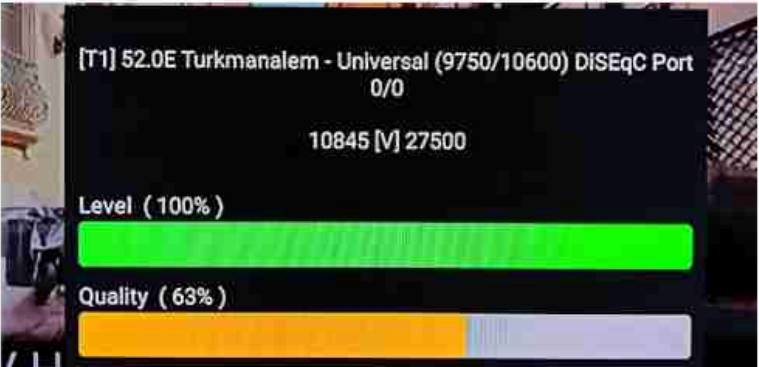 [T1] 52.0E Turkmanalem - Universal (9750/10600) DiSEqC Port
0/0
10845 [V] 27500
Level ( 100% )
Quality ( 63% )